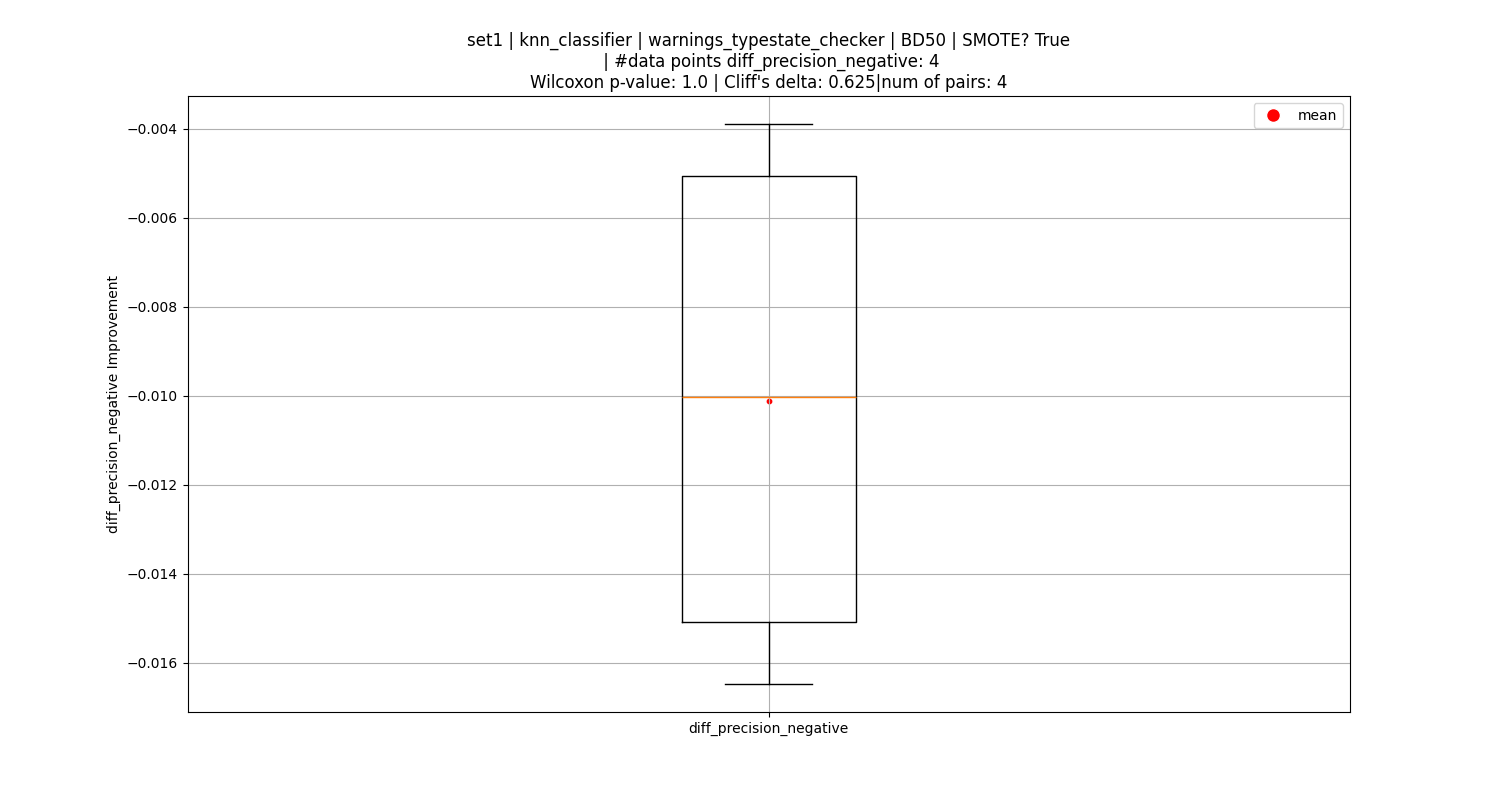 set1 | knn_classifier | warnings_typestate_checker | BD50 | SMOTE? True
| #data points diff_precision_negative: 4
Wilcoxon p-value: 1.0 | Cliff's delta: 0.625|num of pairs: 4
mean
−0.004
−0.006
−0.008
−0.010
−0.012
−0.014
−0.016
diff_precision_negative Improvement
diff_precision_negative